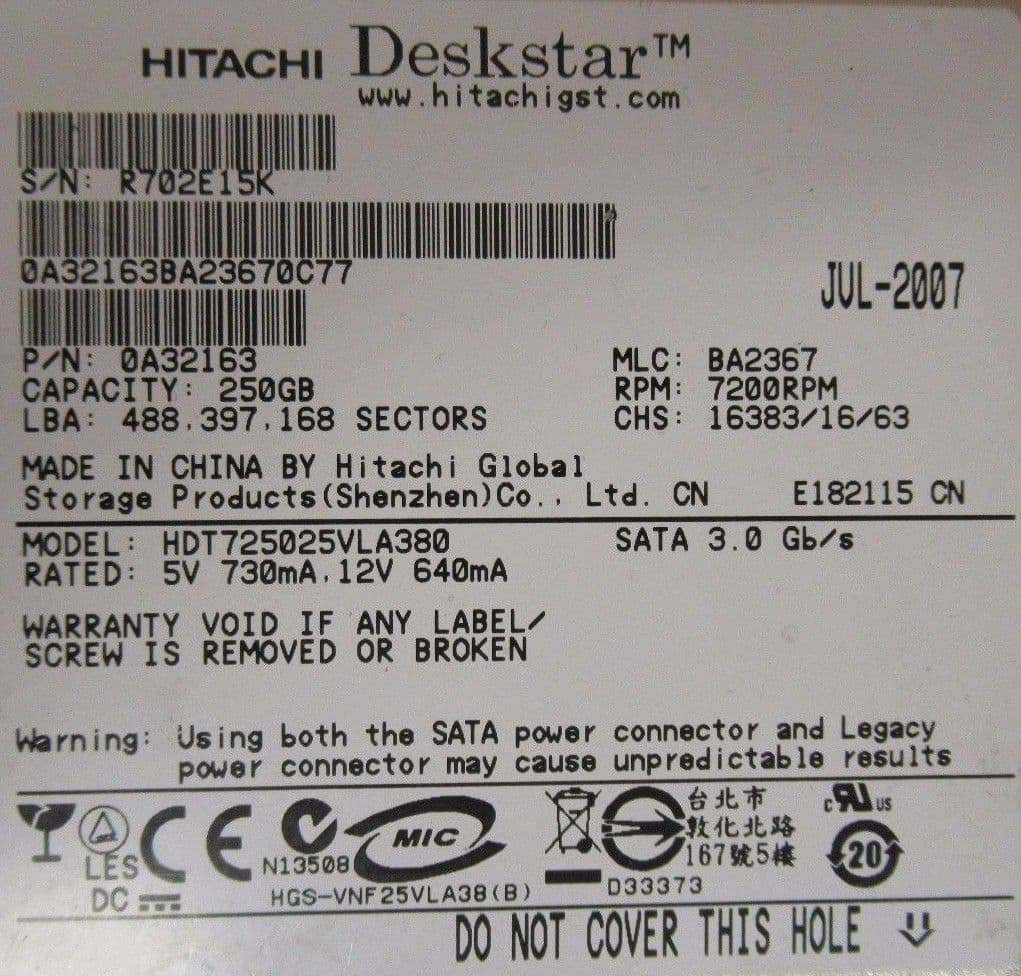 HITACHI Deskstar™
www.hitachigst.com
S/N: R702E15K
0A32163BA23670C77
JUL-2007
P/N: 0A32163 MLC: BA2367
CAPACITY: 250GB RPM: 7200RPM
LBA: 488,397,168 SECTORS CHS: 16383/16/63
MADE IN CHINA BY Hitachi Global
Storage Products(Shenzhen)Co., Ltd. CN E182115 CN
MODEL: HDT725025VLA380 SATA 3.0 Gb/s
RATED: 5V 730mA,12V 640mA
WARRANTY VOID IF ANY LABEL/
SCREW IS REMOVED OR BROKEN
Warning: Using both the SATA power connector and Legacy
power connector may cause unpredictable results
台北市
敦化北路
167號5樓
LES
DC
CE
N13508
MIC
HGS-VNF25VLA38(B)
D33373
c RU US
20
DO NOT COVER THIS HOLE